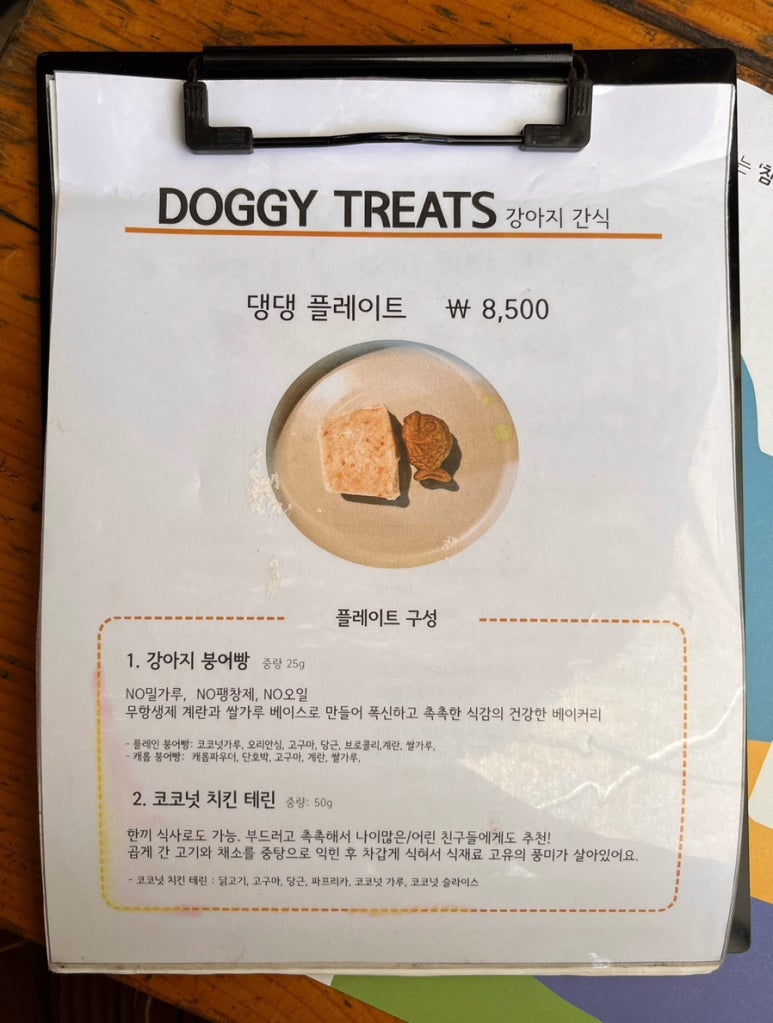 DOGGY TREATS 강아지 간식
댕댕 플레이트 ₩ 8,500
플레이트 구성
1. 강아지 붕어빵 중량 25g
NO밀가루, NO팽창제, NO오일
무항생제 계란과 쌀가루 베이스로 만들어 폭신하고 촉촉한 식감의 건강한 베이커리
- 플레인 붕어빵: 코코넛가루, 오리안심, 고구마, 당근, 브로콜리,계란, 쌀가루,
- 캐롭 붕어빵: 캐롭파우더, 단호박, 고구마, 계란, 쌀가루,
2. 코코넛 치킨 테린 중량: 50g
한끼 식사로도 가능. 부드러고 촉촉해서 나이많은/어린 친구들에게도 추천!
곱게 간 고기와 채소를 중탕으로 익힌 후 차갑게 식혀서 식재료 고유의 풍미가 살아있어요.
- 코코넛 치킨 테린 : 닭고기, 고구마, 당근, 파프리카, 코코넛 가루, 코코넛 슬라이스